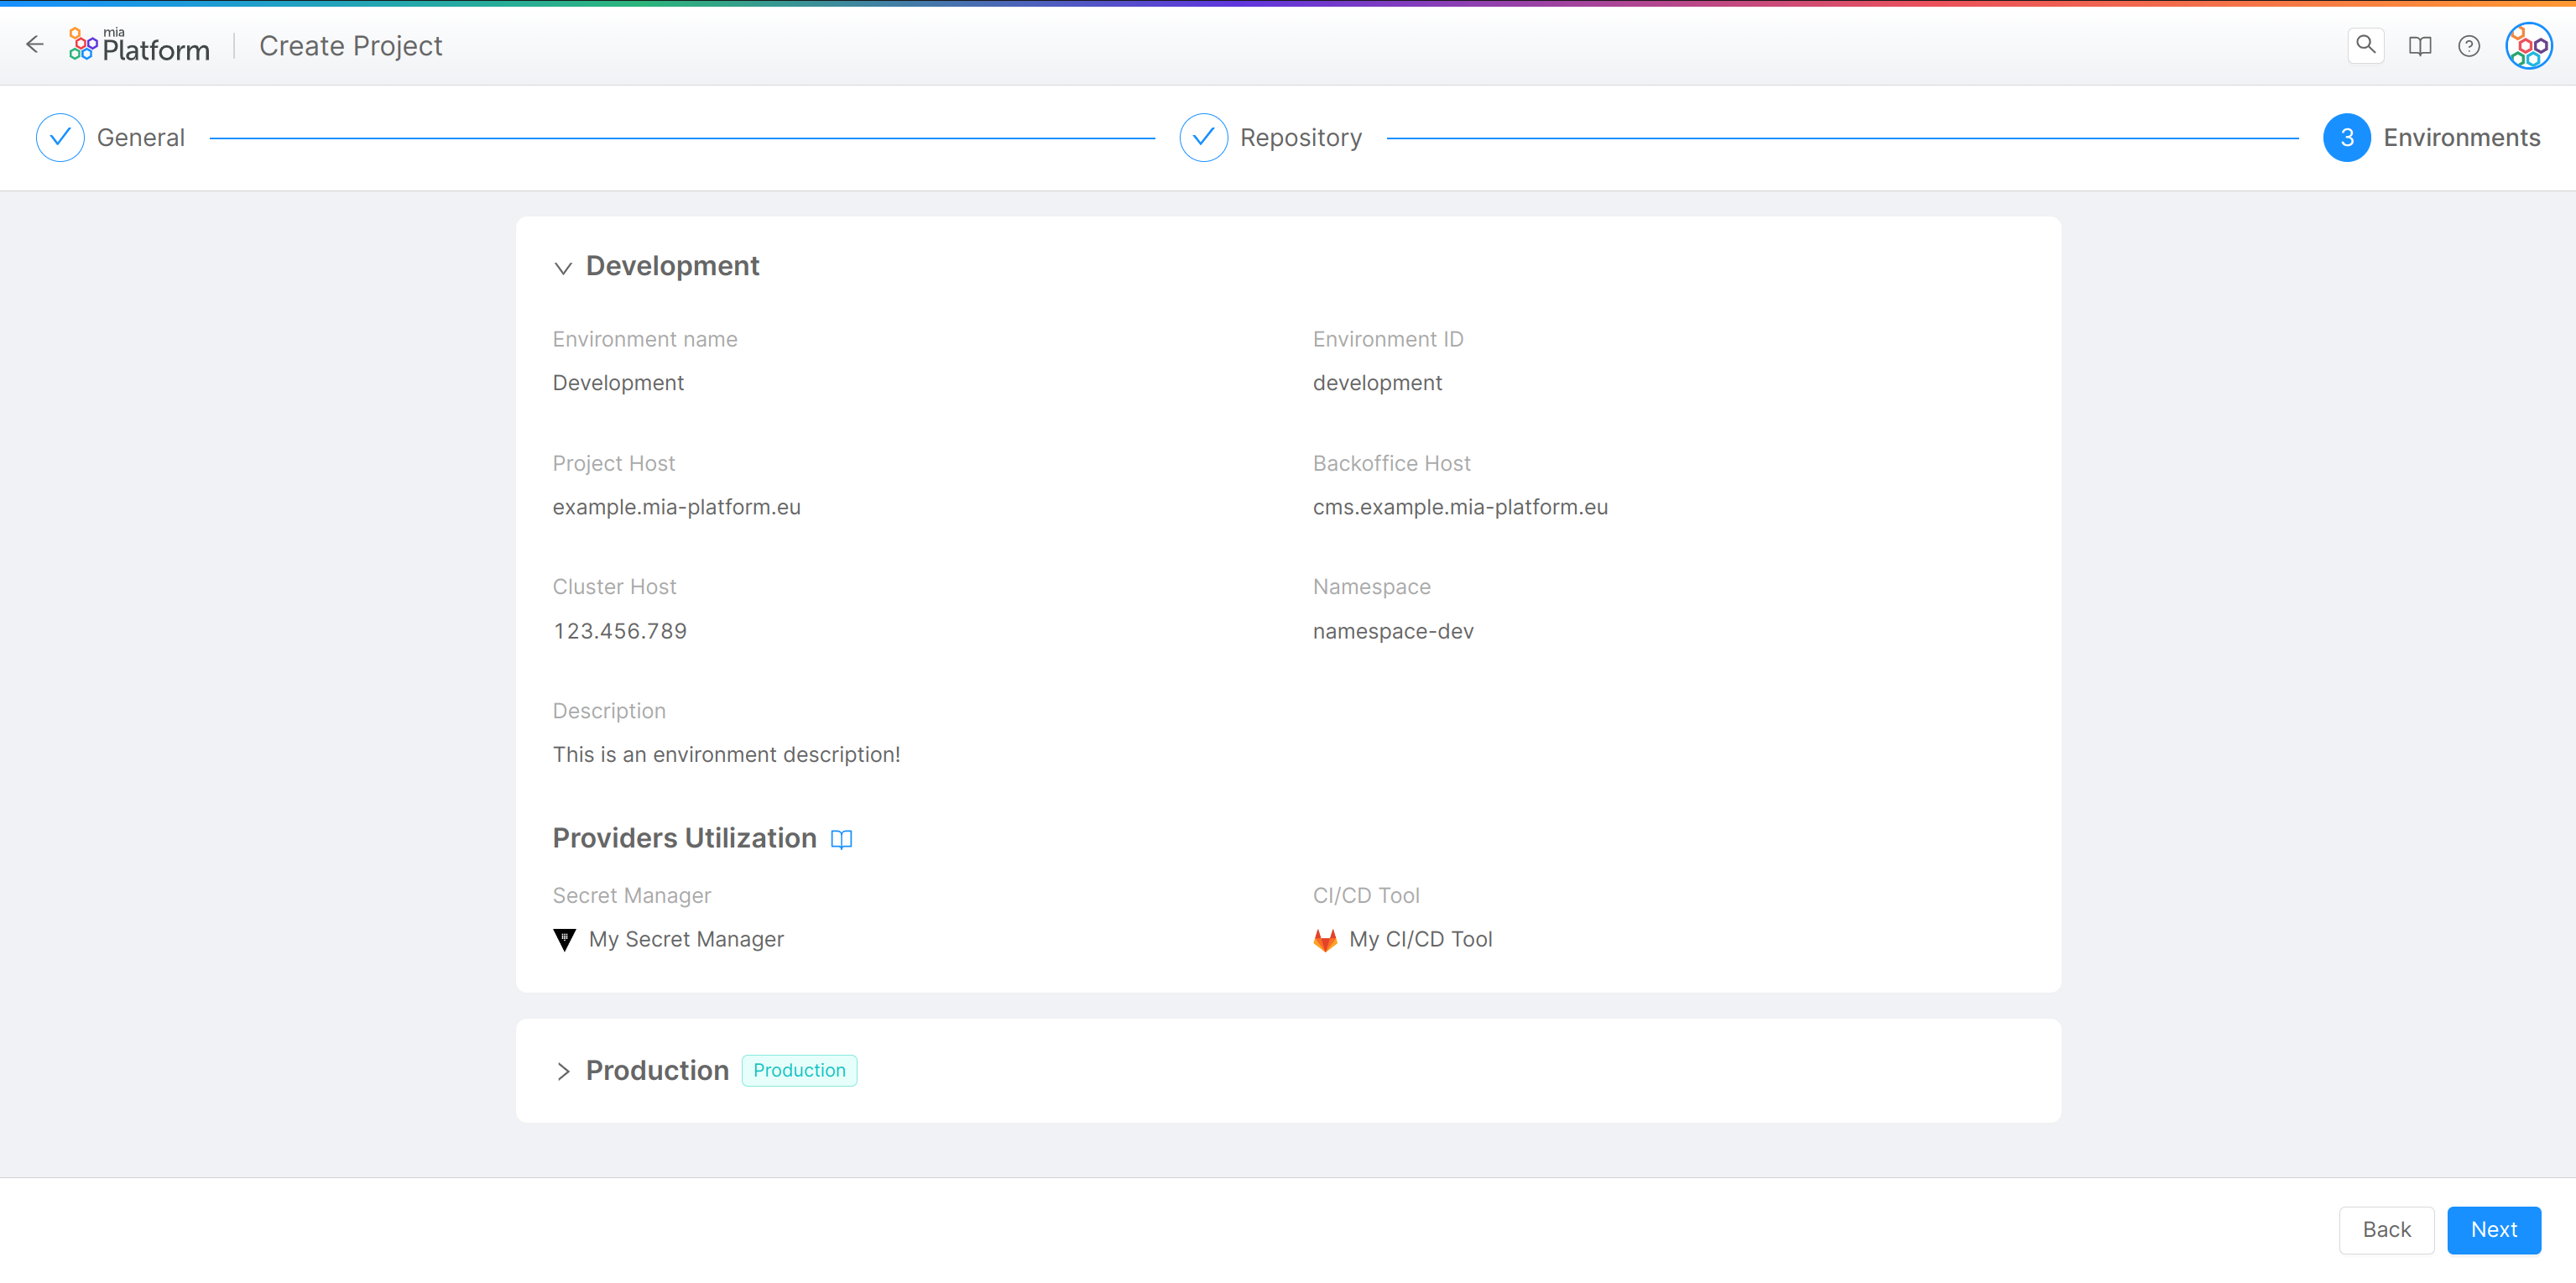 mia
Platform
Create Project
General
Repository
3 Environments
Development
Environment name
Environment ID
Development
development
Project Host
Backoffice Host
example.mia-platform.eu
cms.example.mia-platform.eu
Cluster Host
Namespace
123.456.789
namespace-dev
Description
This is an environment description!
Providers Utilization
Secret Manager
CI/CD Tool
My Secret Manager
My CI/CD Tool
Production Production
Back
Next